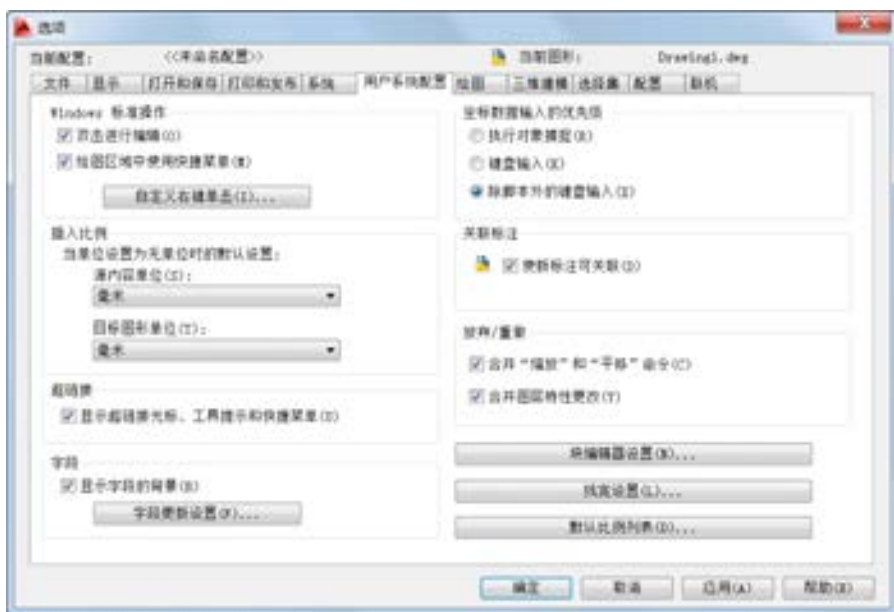 选项
当前配置: <<未命名配置>> 当前图形: Drawing1.dwg
文件 显示 打开和保存 打印和发布 系统 用户系统配置 绘图 三维建模 选择集 配置 联机
Windows 标准操作
双击进行编辑(O)
绘图区域中使用快捷菜单(M)
自定义右键单击(I)...
插入比例
当单位设置为无单位时的默认设置:
源内容单位(S):
毫米
目标图形单位(T):
毫米
超链接
显示超链接光标、工具提示和快捷菜单(Z)
字段
显示字段的背景(B)
字段更新设置(F)...
坐标数据输入的优先级
执行对象捕捉(R)
键盘输入(K)
除脚本外的键盘输入(X)
关联标注
使新标注可关联(D)
放弃/重做
合并“缩放”和“平移”命令(C)
合并图层特性更改(Y)
块编辑器设置(N)...
线宽设置(L)...
默认比例列表(D)...
确定 取消 应用(A) 帮助(H)